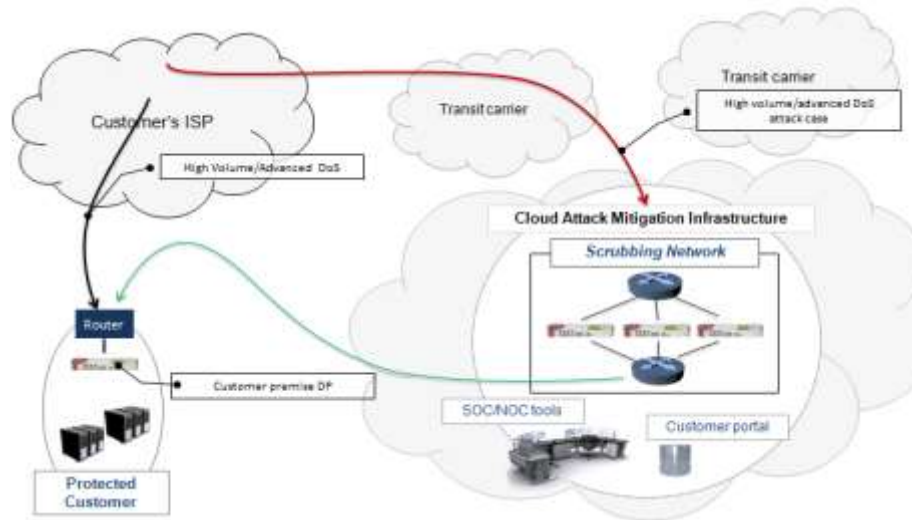 Customer's ISP
High Volume/Advanced DoS
Transit carrier
Transit carrier
High volume/advanced DoS
attack case
Cloud Attack Mitigation Infrastructure
Scrubbing Network
Router
Customer premise DP
SOC/NOC tools
Customer portal
Protected
Customer